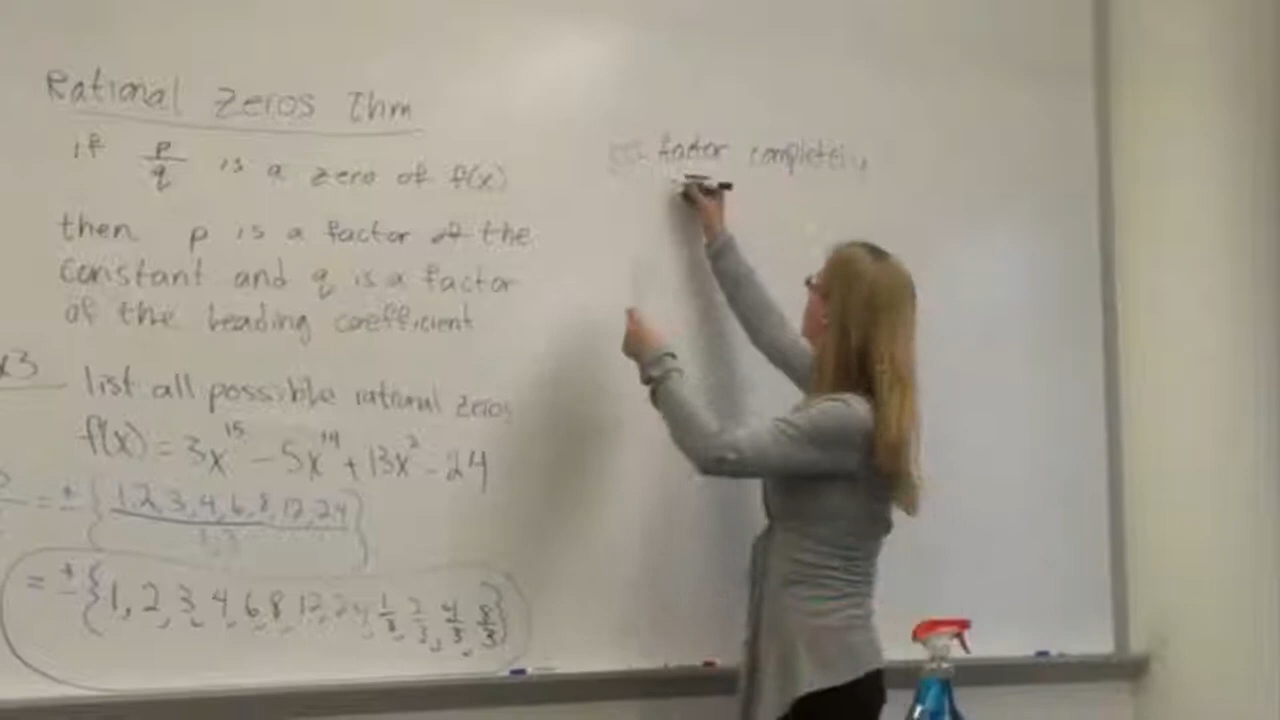 Rational Zeros Thm
if p/q is a zero of f(x)
then p is a factor of the
constant and q is a factor
of the leading coefficient
x3 list all possible rational zeros
f(x) = 3x^15 - 5x^14 + 13x^2 - 24
= ± { 1,2,3,4,6,8,12,24 / 1,3 }
= ± { 1, 2, 3, 4, 6, 8, 12, 24, 1/3, 2/3, 4/3, 8/3 }
factor completely